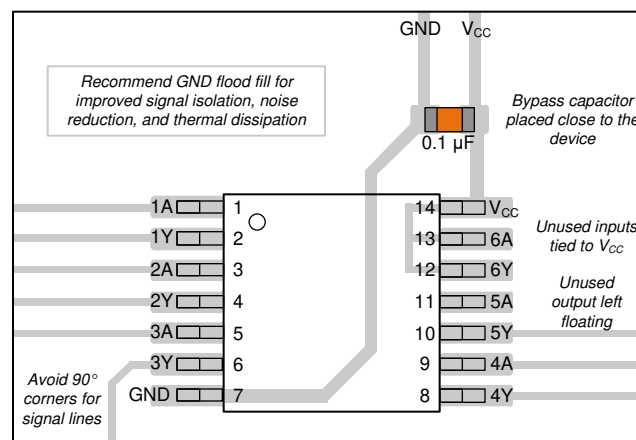 GND V_CC
Recommend GND flood fill for
improved signal isolation, noise
reduction, and thermal dissipation
Bypass capacitor
placed close to the
device
0.1 µF
1A 1 14 V_CC
1Y 2 13 6A
Unused inputs
tied to V_CC
2A 3 12 6Y
2Y 4 11 5A
Unused
output left
floating
3A 5 10 5Y
3Y 6 9 4A
GND 7 8 4Y
Avoid 90°
corners for
signal lines